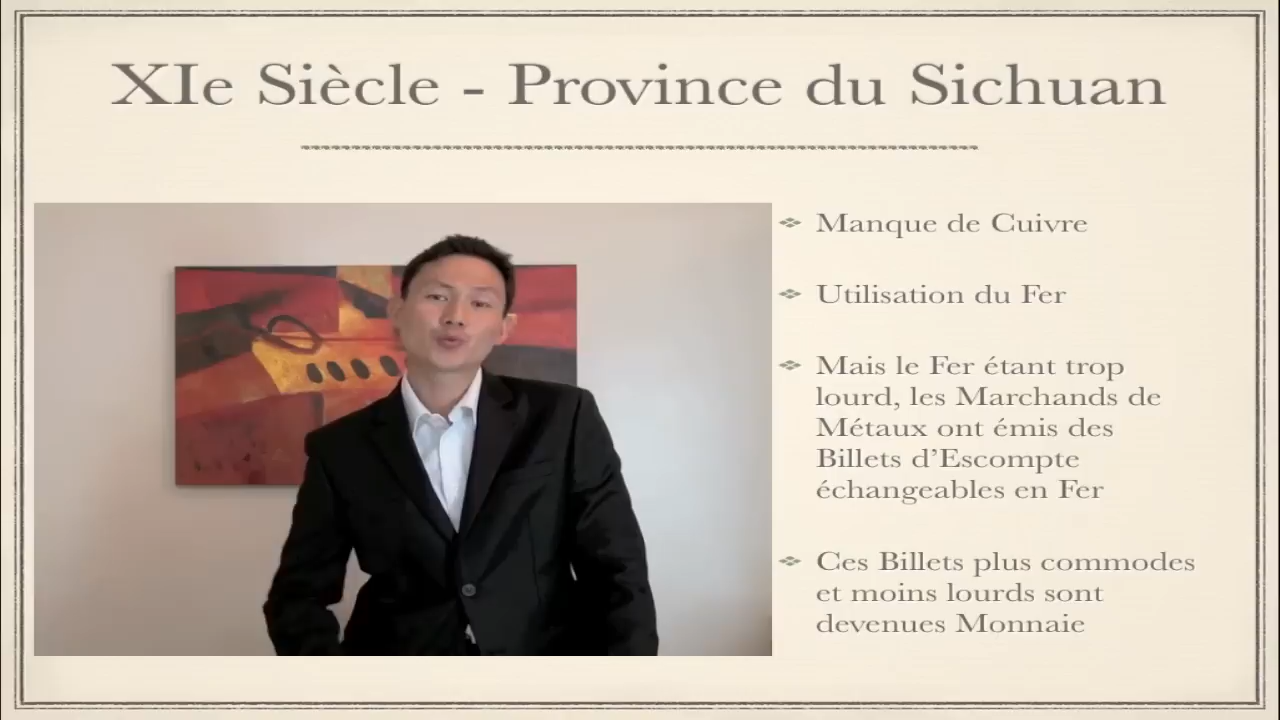 XIe Siècle - Province du Sichuan
Manque de Cuivre
Utilisation du Fer
Mais le Fer étant trop
lourd, les Marchands de
Métaux ont émis des
Billets d’Escompte
échangeables en Fer
Ces Billets plus commodes
et moins lourds sont
devenues Monnaie